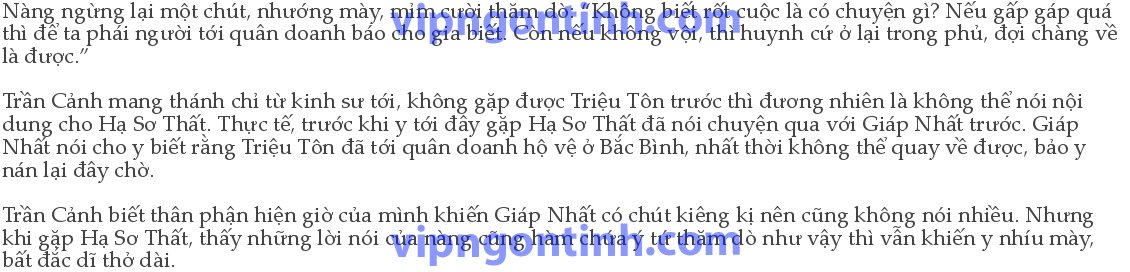 Nàng ngừng lại một chút, nhướng mày, mỉm cười thăm dò: “Không biết rốt cuộc là có chuyện gì? Nếu gấp gáp quá
thì để ta phái người tới quân doanh báo cho gia biết. Còn nếu không vội, thì huynh cứ ở lại trong phủ, đợi chàng về
là được.”
vipngontinh.com
Trần Cảnh mang thánh chỉ từ kinh sư tới, không gặp được Triệu Tôn trước thì đương nhiên là không thể nói nội
dung cho Hạ Sơ Thất. Thực tế, trước khi y tới đây gặp Hạ Sơ Thất đã nói chuyện qua với Giáp Nhất trước. Giáp
Nhất nói cho y biết rằng Triệu Tôn đã tới quân doanh hộ vệ ở Bắc Bình, nhất thời không thể quay về được, bảo y
nán lại đây chờ.
Trần Cảnh biết thân phận hiện giờ của mình khiến Giáp Nhất có chút kiêng kị nên cũng không nói nhiều. Nhưng
khi gặp Hạ Sơ Thất, thấy những lời nói của nàng cũng hàm chứa ý tứ thăm dò như vậy thì vẫn khiến y nhíu mày,
bất đắc dĩ thở dài.
vipngontinh.com